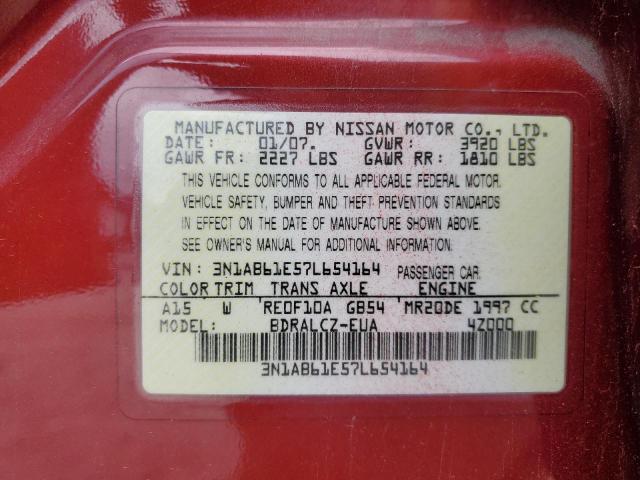 MANUFACTURED BY NISSAN MOTOR CO., LTD.
DATE: 01/07. GVWR: 3920 LBS
GAWR FR: 2227 LBS GAWR RR: 1810 LBS
THIS VEHICLE CONFORMS TO ALL APPLICABLE FEDERAL MOTOR
VEHICLE SAFETY, BUMPER AND THEFT PREVENTION STANDARDS
IN EFFECT ON THE DATE OF MANUFACTURE SHOWN ABOVE.
SEE OWNER'S MANUAL FOR ADDITIONAL INFORMATION.
VIN: 3N1AB61E57L654164 PASSENGER CAR
COLOR TRIM TRANS AXLE ENGINE
A15 W RE0F10A GB54 MR20DE 1997 CC
MODEL: BDRALCZ-EUA 4Z000
3N1AB61E57L654164